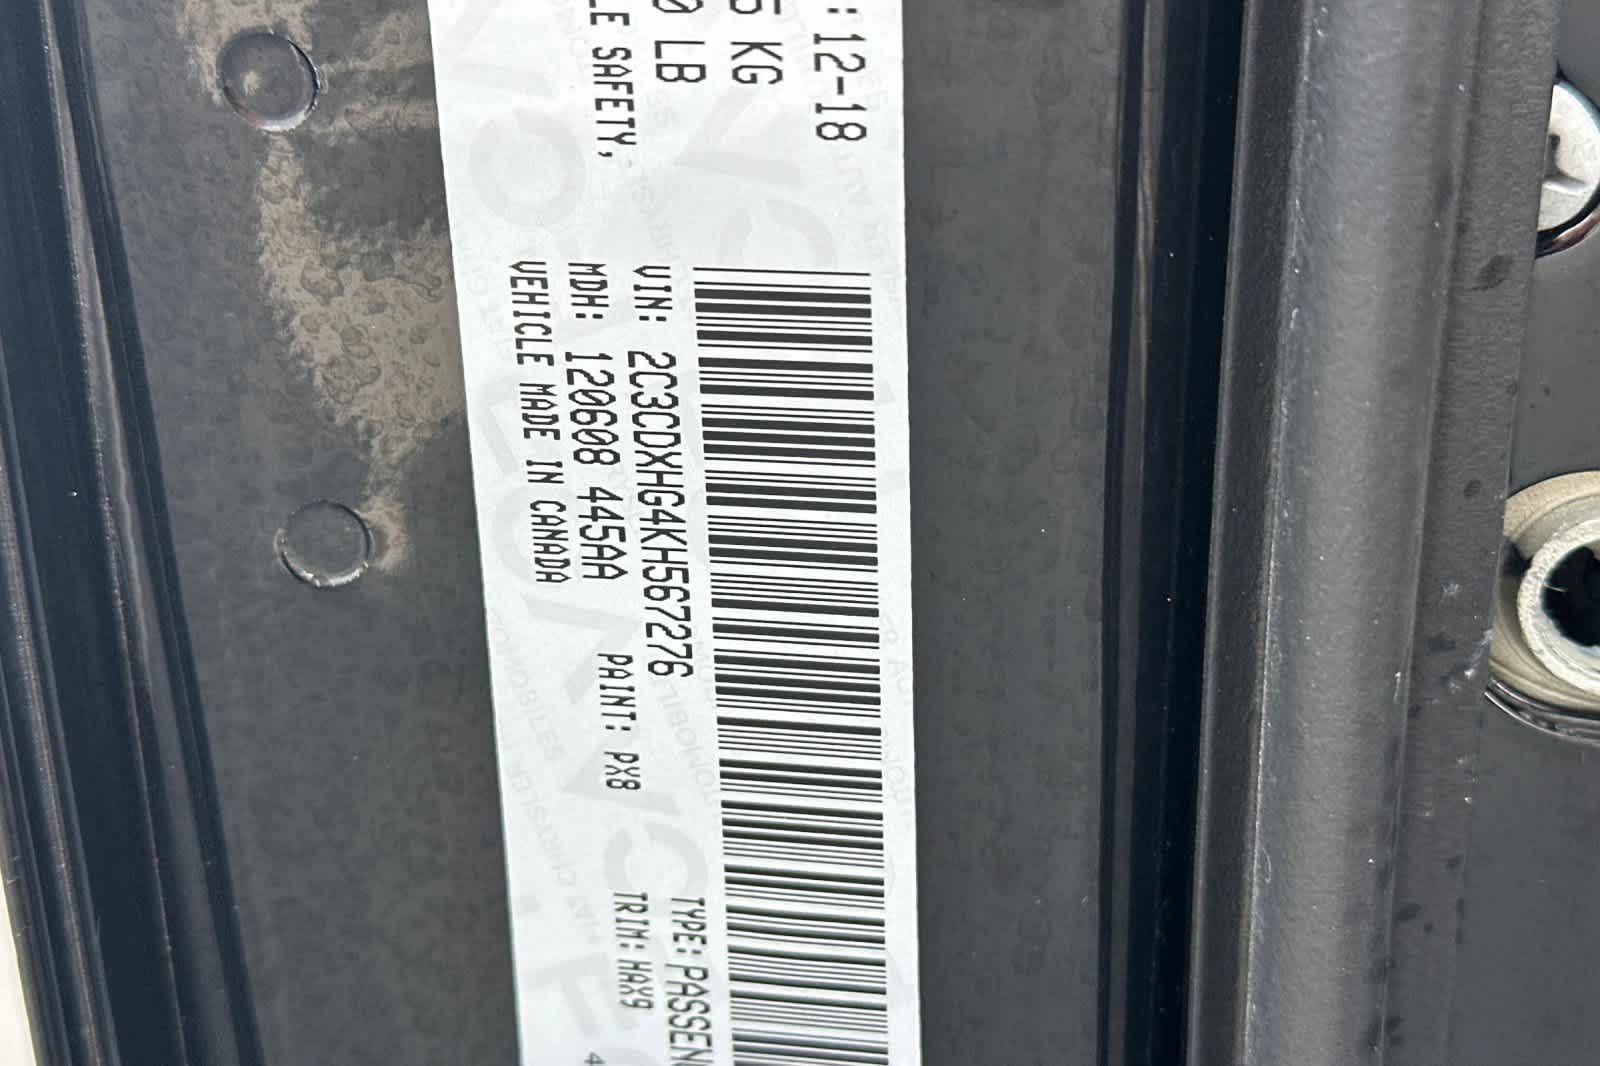 :12-18
5 KG
0 LB
LE SAFETY,
VIN: 2C3CDXHG4KH567276
TYPE: PASSEN
MDH: 120608 445AA
PAINT: PX8
TRIM: HAX9
VEHICLE MADE IN CANADA
4